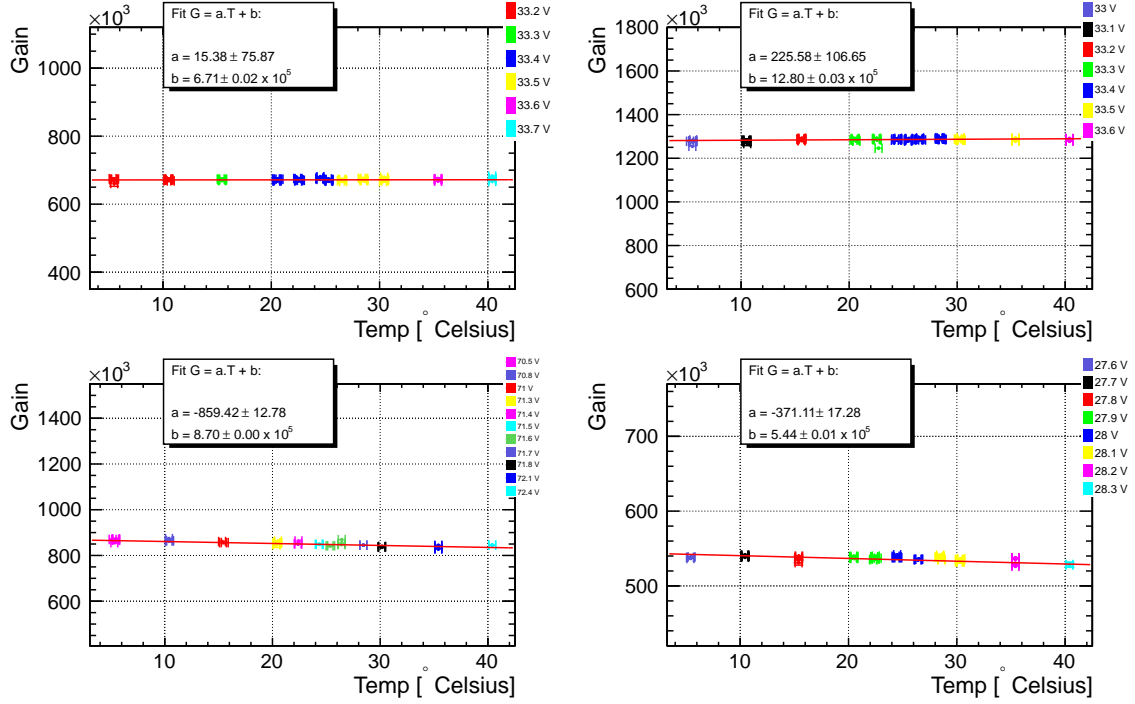 ×10³
Gain
Fit G = a.T + b:
a = 15.38 ± 75.87
b = 6.71 ± 0.02 x 10⁵
33.2 V
33.3 V
33.4 V
33.5 V
33.6 V
33.7 V
1000
800
600
400
10 20 30 40
Temp [° Celsius]
×10³
Gain
Fit G = a.T + b:
a = 225.58 ± 106.65
b = 12.80 ± 0.03 x 10⁵
33 V
33.1 V
33.2 V
33.3 V
33.4 V
33.5 V
33.6 V
1800
1600
1400
1200
1000
800
600
10 20 30 40
Temp [° Celsius]
×10³
Gain
Fit G = a.T + b:
a = -859.42 ± 12.78
b = 8.70 ± 0.00 x 10⁵
70.5 V
70.8 V
71 V
71.3 V
71.4 V
71.5 V
71.6 V
71.7 V
71.8 V
72.1 V
72.4 V
1400
1200
1000
800
600
10 20 30 40
Temp [° Celsius]
×10³
Gain
Fit G = a.T + b:
a = -371.11 ± 17.28
b = 5.44 ± 0.01 x 10⁵
27.6 V
27.7 V
27.8 V
27.9 V
28 V
28.1 V
28.2 V
28.3 V
700
600
500
10 20 30 40
Temp [° Celsius]